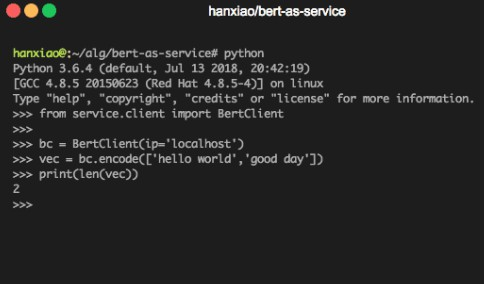 hanxiao/bert-as-service
hanxiao@:~/alg/bert-as-service# python
Python 3.6.4 (default, Jul 13 2018, 20:42:19)
[GCC 4.8.5 20150623 (Red Hat 4.8.5-4)] on linux
Type "help", "copyright", "credits" or "license" for more information.
>>> from service.client import BertClient
>>>
>>> bc = BertClient(ip='localhost')
>>> vec = bc.encode(['hello world','good day'])
>>> print(len(vec))
2
>>>